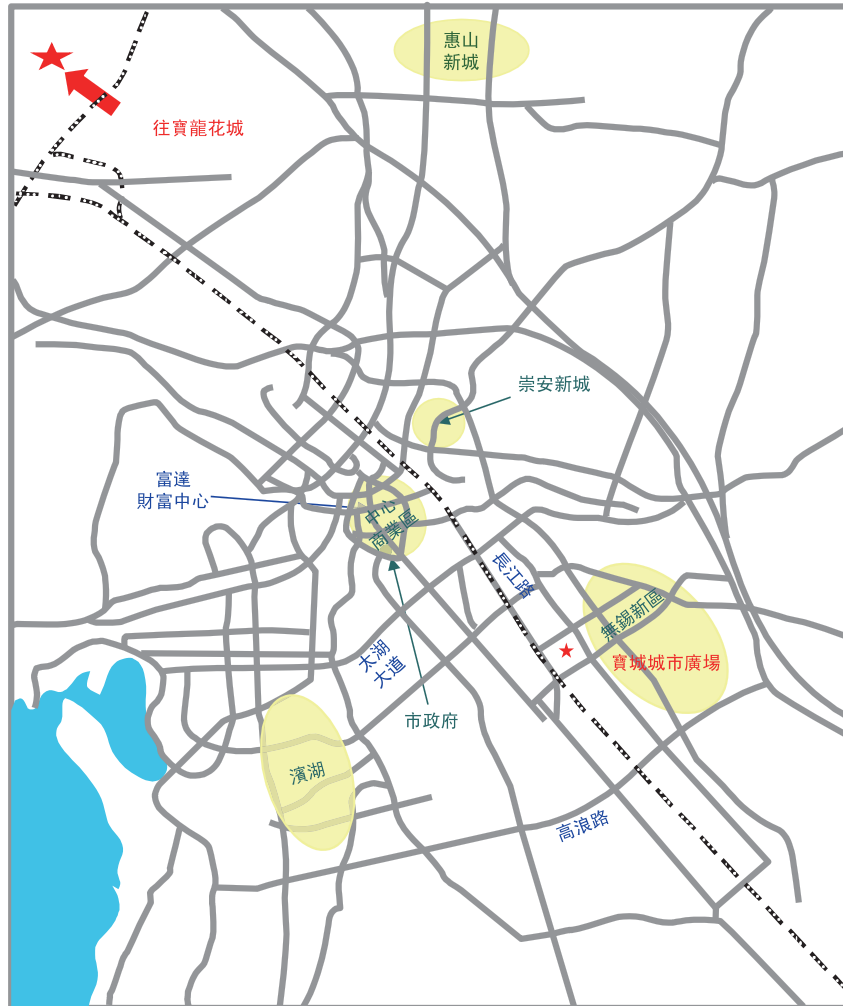 惠山
新城
往寶龍花城
崇安新城
富達
財富中心
中心
商業區
長江路
無錫新區
太湖
大道
寶城城市廣場
市政府
濱湖
高浪路